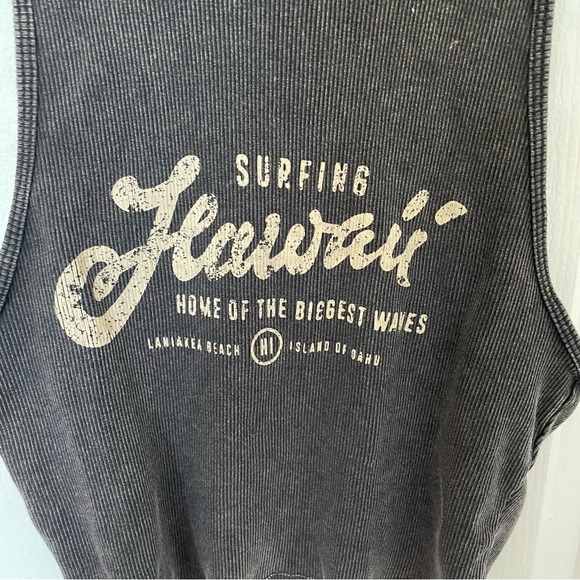 SURFING
Hawaii
HOME OF THE BIGGEST WAVES
LANIAKEA BEACH HI ISLAND OF OAHU